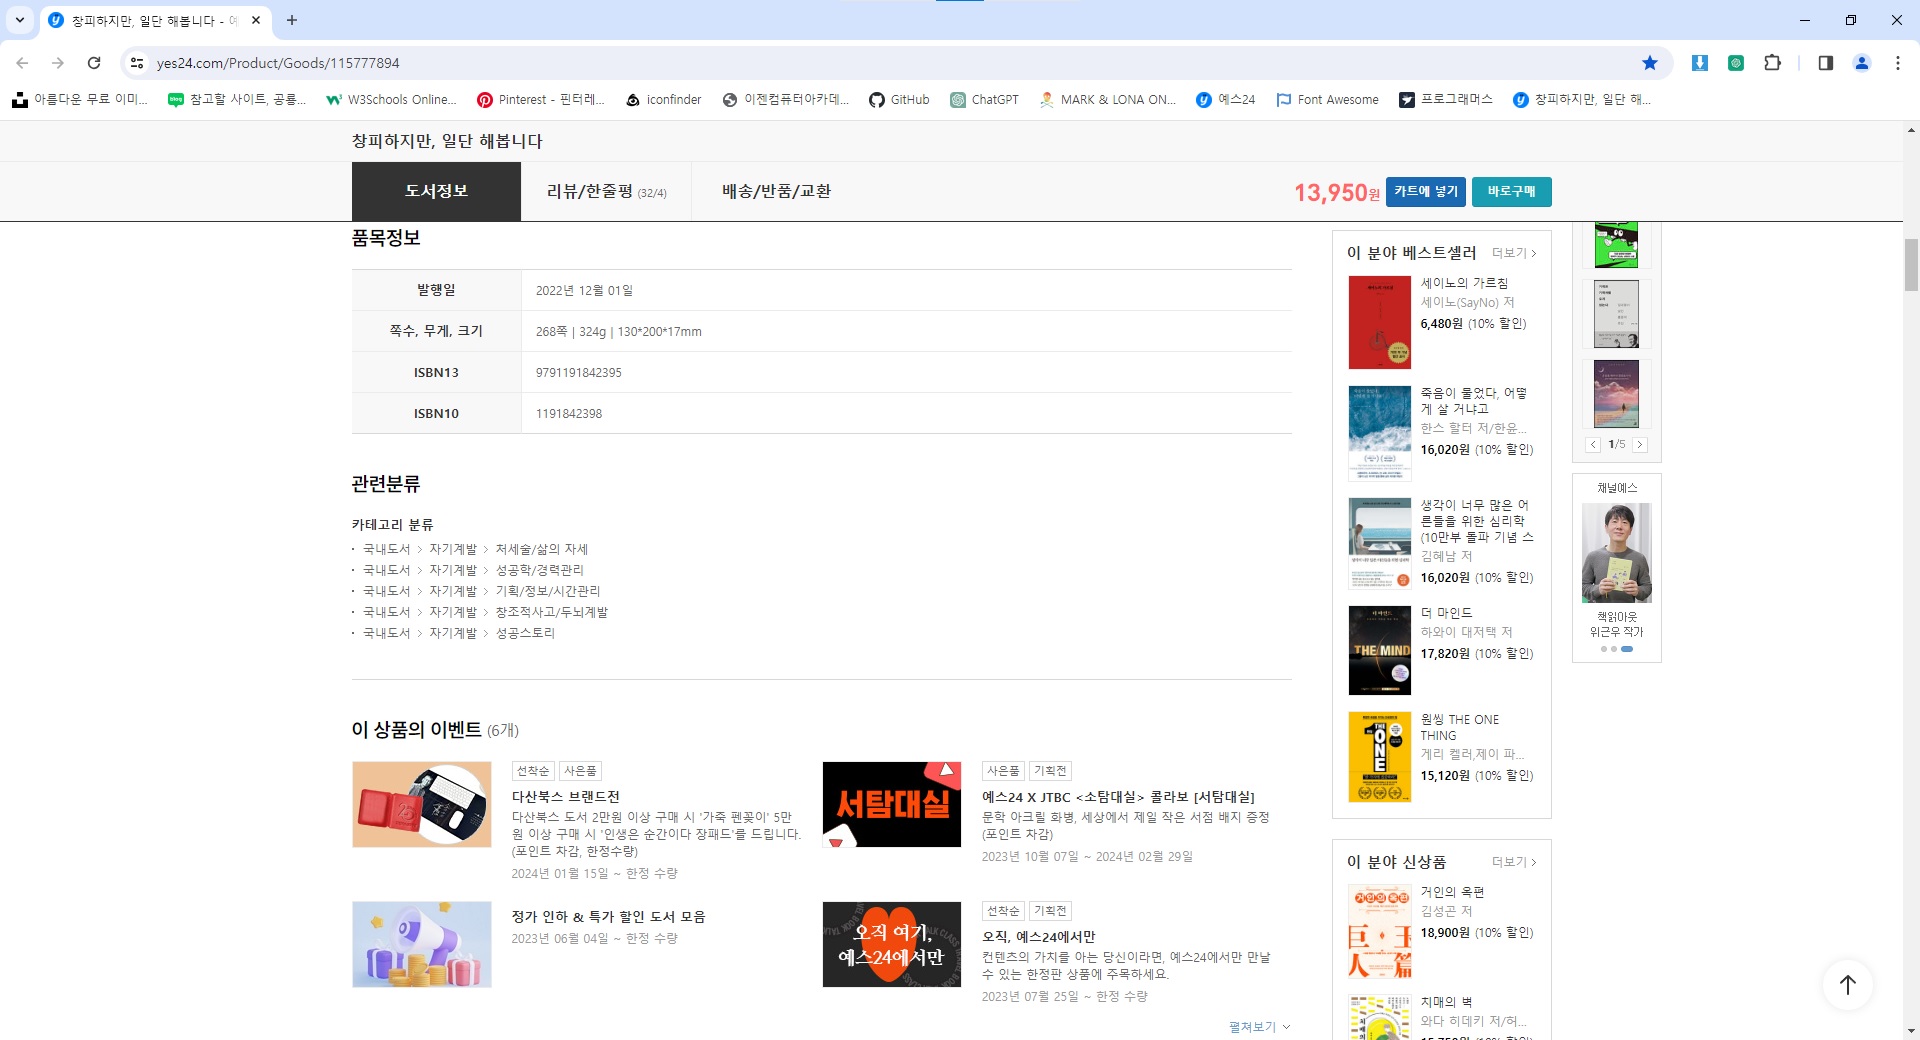 창피하지만, 일단 해봅니다 - 예
yes24.com/Product/Goods/115777894
아름다운 무료 이미...
참고할 사이트, 공룡...
W3Schools Online...
Pinterest - 핀터레...
iconfinder
이젠컴퓨터아카데...
GitHub
ChatGPT
MARK & LONA ON...
예스24
Font Awesome
프로그래머스
창피하지만, 일단 해...
창피하지만, 일단 해봅니다
도서정보
리뷰/한줄평 (32/4)
배송/반품/교환
13,950원
카트에 넣기
바로구매
품목정보
발행일 2022년 12월 01일
쪽수, 무게, 크기 268쪽 | 324g | 130*200*17mm
ISBN13 9791191842395
ISBN10 1191842398
관련분류
카테고리 분류
· 국내도서 > 자기계발 > 처세술/삶의 자세
· 국내도서 > 자기계발 > 성공학/경력관리
· 국내도서 > 자기계발 > 기획/정보/시간관리
· 국내도서 > 자기계발 > 창조적사고/두뇌계발
· 국내도서 > 자기계발 > 성공스토리
이 상품의 이벤트 (6개)
선착순 사은품
다산북스 브랜드전
다산북스 도서 2만원 이상 구매 시 '가죽 펜꽂이' 5만
원 이상 구매 시 '인생은 순간이다 장패드'를 드립니다.
(포인트 차감, 한정수량)
2024년 01월 15일 ~ 한정 수량
서탐대실
사은품 기획전
예스24 X JTBC <소탐대실> 콜라보 [서탐대실]
문학 아크릴 화병, 세상에서 제일 작은 서점 배지 증정
(포인트 차감)
2023년 10월 07일 ~ 2024년 02월 29일
정가 인하 & 특가 할인 도서 모음
2023년 06월 04일 ~ 한정 수량
오직 여기,
예스24에서만
선착순 기획전
오직, 예스24에서만
컨텐츠의 가치를 아는 당신이라면, 예스24에서만 만날
수 있는 한정판 상품에 주목하세요.
2023년 07월 25일 ~ 한정 수량
펼쳐보기
이 분야 베스트셀러 더보기 >
세이노의 가르침
세이노(SayNo) 저
6,480원 (10% 할인)
죽음이 물었다, 어떻
게 살 거냐고
한스 할터 저/한윤...
16,020원 (10% 할인)
생각이 너무 많은 어
른들을 위한 심리학
(10만부 돌파 기념 스
김혜남 저
16,020원 (10% 할인)
THE MIND
더 마인드
하와이 대저택 저
17,820원 (10% 할인)
THE ONE
원씽 THE ONE
THING
게리 켈러,제이 파...
15,120원 (10% 할인)
이 분야 신상품 더보기 >
거인의 옥편
거인의 옥편
김성곤 저
18,900원 (10% 할인)
치매의 벽
와다 히데키 저/허...
15,750원 (10% 할인)
1/5
채널예스
책읽아웃
위근우 작가